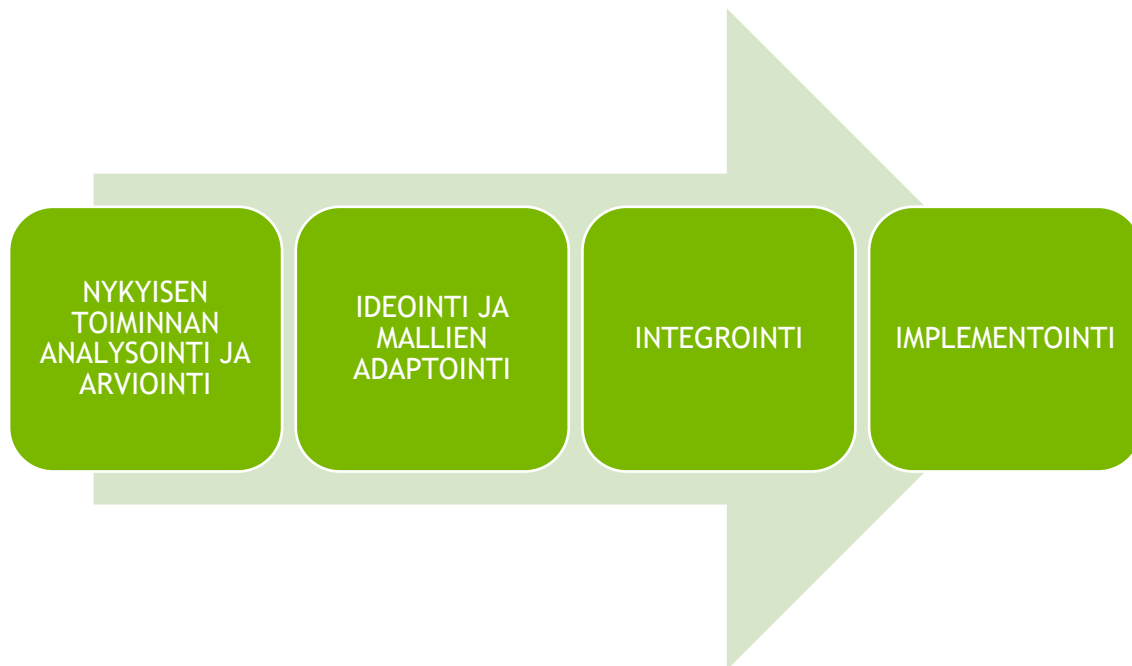 NYKYISEN
TOIMINNAN
ANALYSOINTI JA
ARVIOINTI
IDEOINTI JA
MALLIEN
ADAPTOINTI
INTEGROINTI
IMPLEMENTOINTI